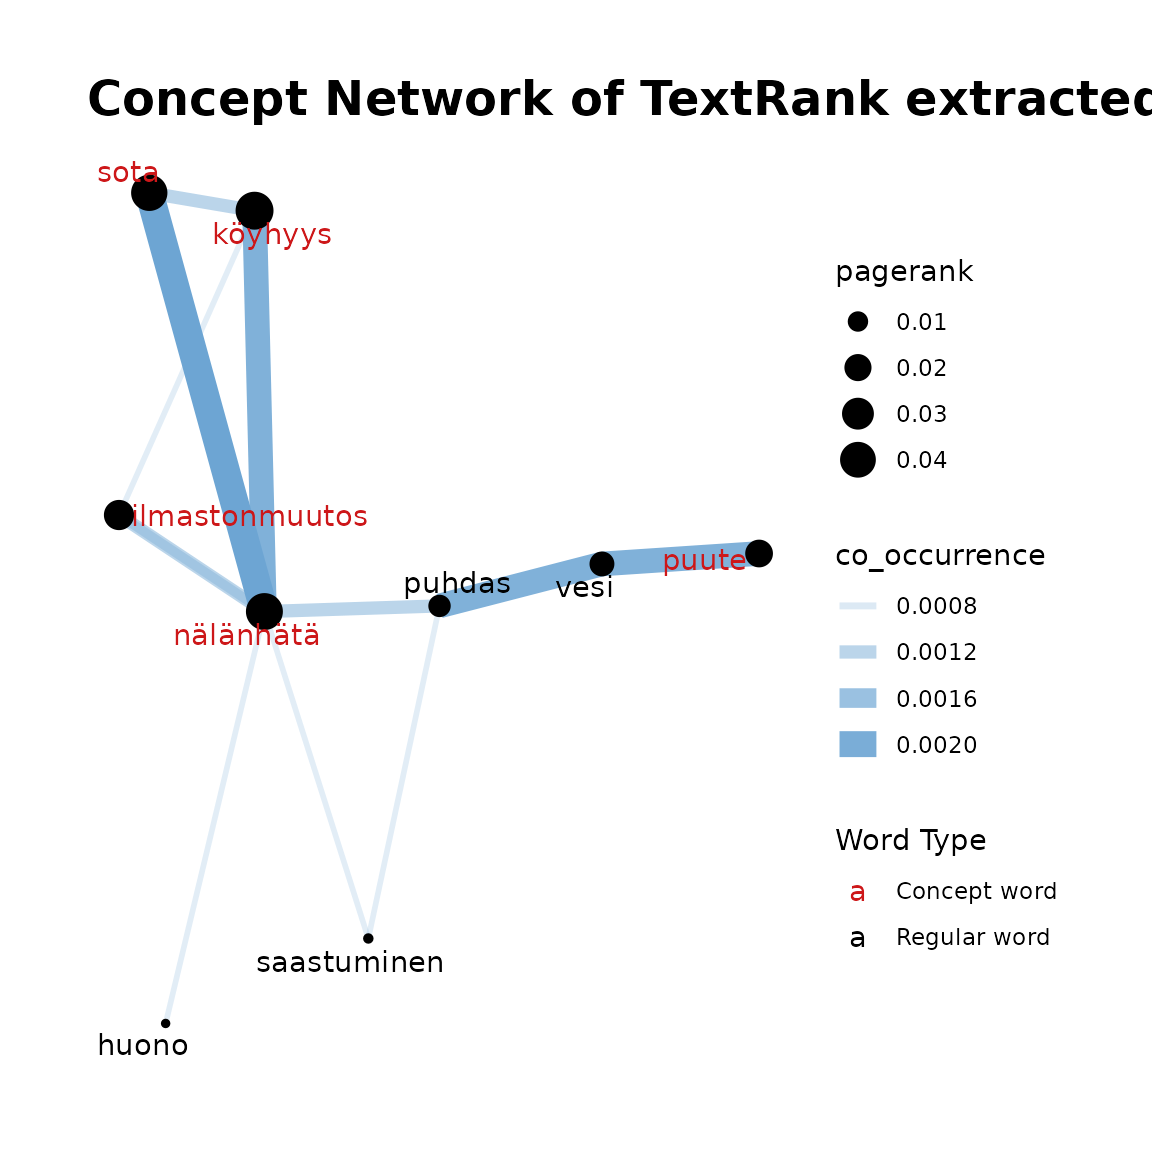 Concept Network of TextRank extracted
sota
köyhyys
ilmastonmuutos
nälänhätä
puhdas
vesi
puute
saastuminen
huono
pagerank
0.01
0.02
0.03
0.04
co_occurrence
0.0008
0.0012
0.0016
0.0020
Word Type
a Concept word
a Regular word